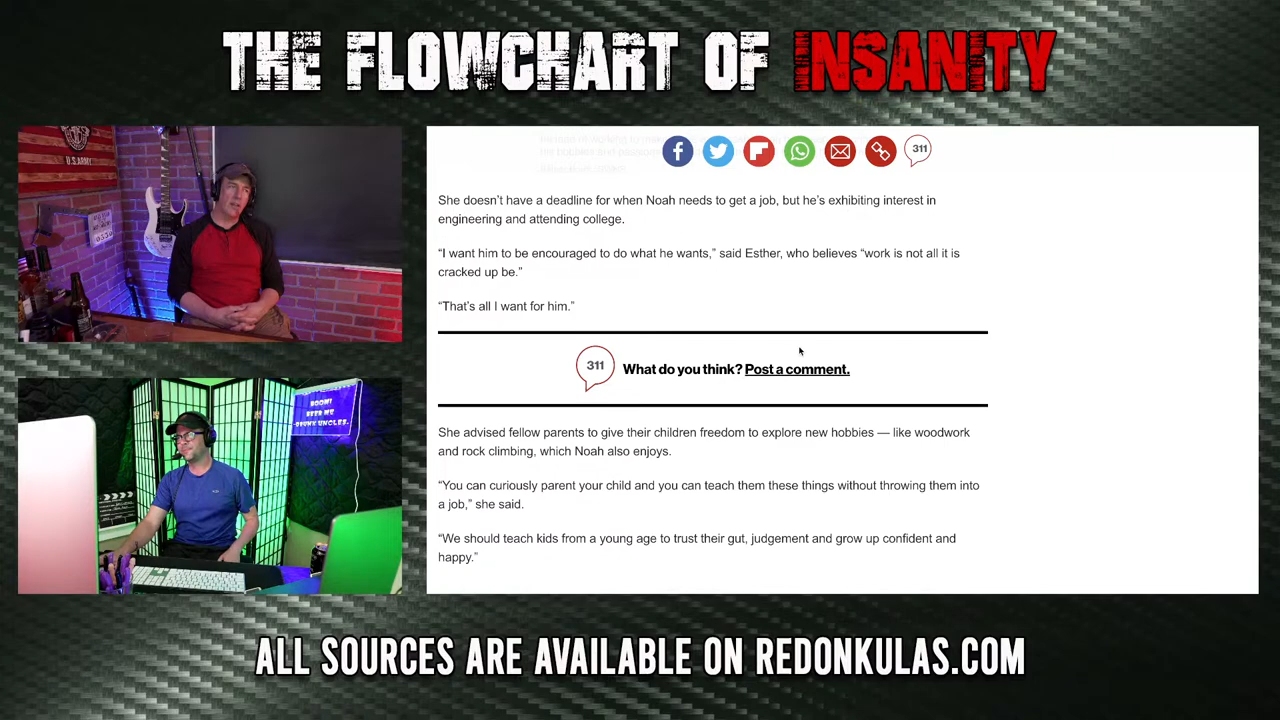 THE FLOWCHART OF INSANITY
U.S. ARMY
311
She doesn’t have a deadline for when Noah needs to get a job, but he’s exhibiting interest in
engineering and attending college.
“I want him to be encouraged to do what he wants,” said Esther, who believes “work is not all it is
cracked up be.”
“That’s all I want for him.”
311 What do you think? Post a comment.
She advised fellow parents to give their children freedom to explore new hobbies — like woodwork
and rock climbing, which Noah also enjoys.
“You can curiously parent your child and you can teach them these things without throwing them into
a job,” she said.
“We should teach kids from a young age to trust their gut, judgement and grow up confident and
happy.”
BOOM!
BEER ME
DRUNK UNCLES.
ALL SOURCES ARE AVAILABLE ON REDONKULAS.COM